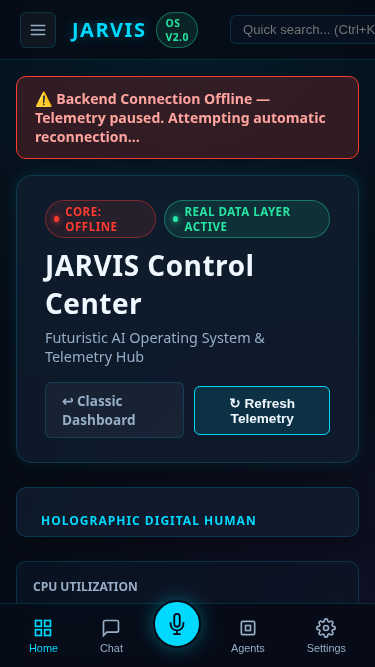 JARVIS
OS
V2.0
Quick search... (Ctrl+K
⚠️ Backend Connection Offline —
Telemetry paused. Attempting automatic
reconnection...
CORE:
OFFLINE
REAL DATA LAYER
ACTIVE
JARVIS Control
Center
Futuristic AI Operating System &
Telemetry Hub
↩ Classic
Dashboard
↻ Refresh
Telemetry
HOLOGRAPHIC DIGITAL HUMAN
CPU UTILIZATION
Home
Chat
Agents
Settings